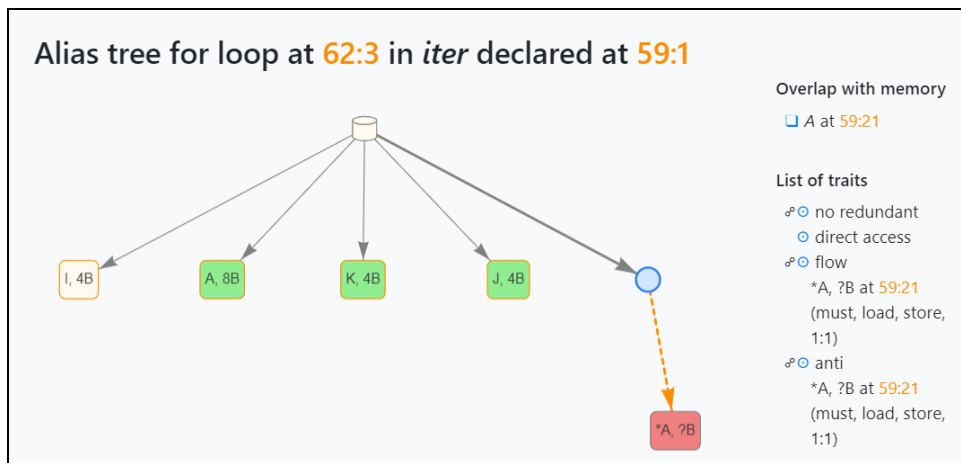 Alias tree for loop at 62:3 in iter declared at 59:1
Overlap with memory
A at 59:21
List of traits
no redundant
direct access
flow
*A, ?B at 59:21
(must, load, store,
1:1)
anti
*A, ?B at 59:21
(must, load, store,
1:1)
I, 4B
A, 8B
K, 4B
J, 4B
*A, ?B